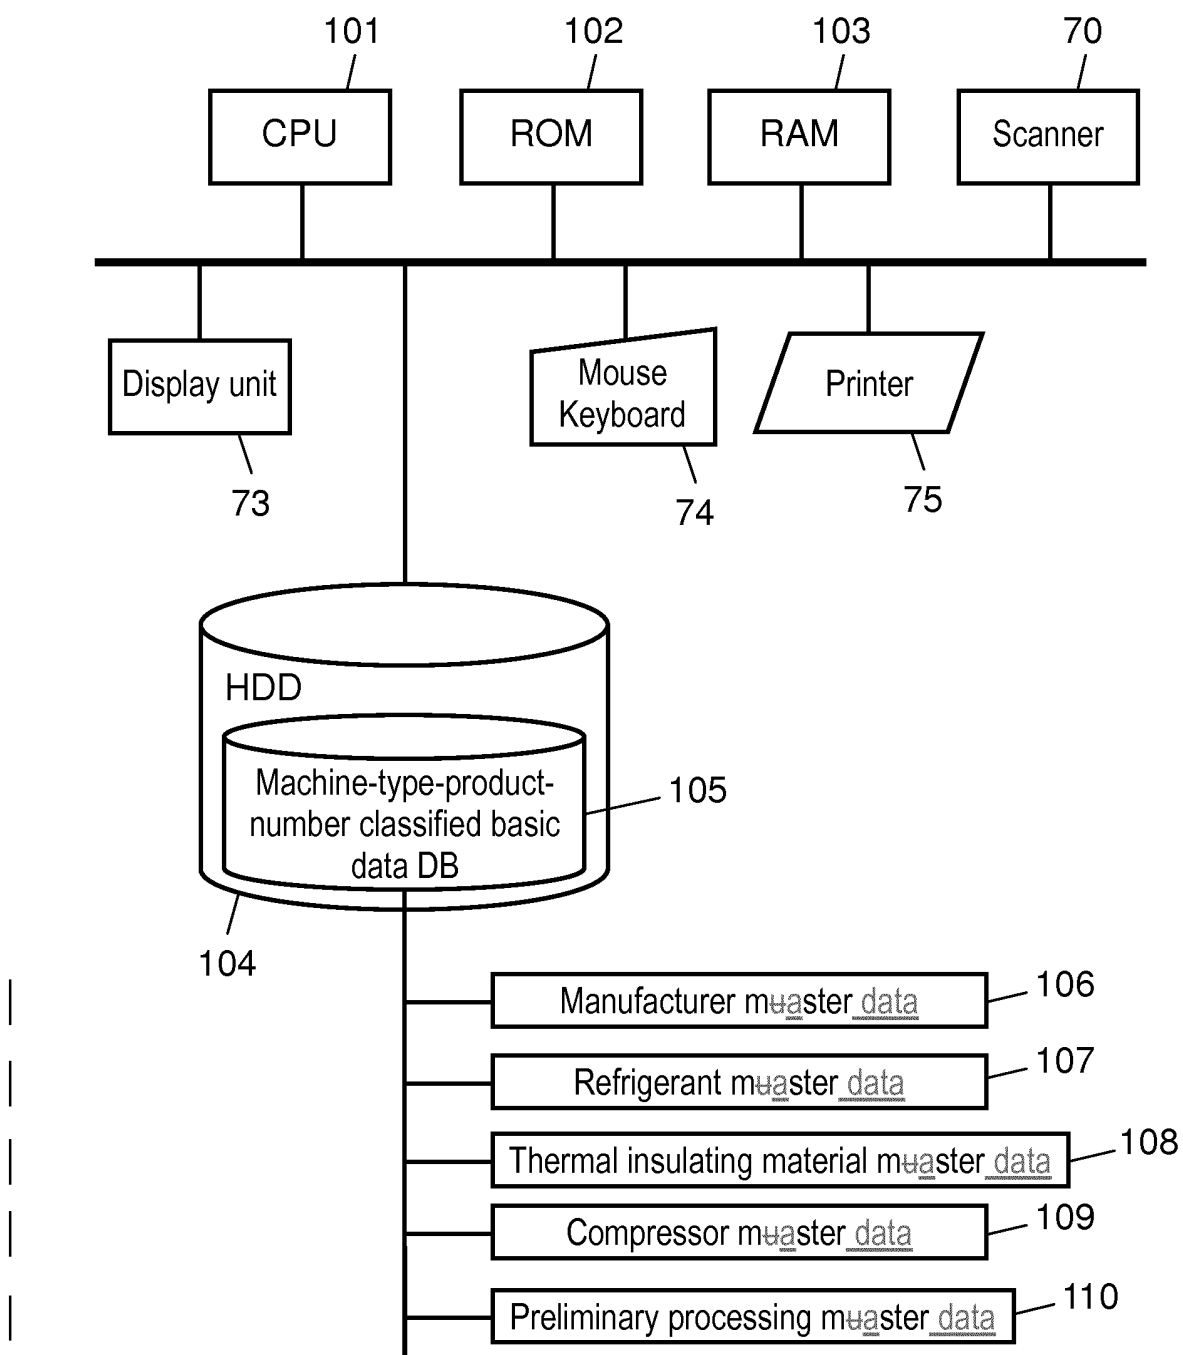 101
102
103
70
CPU
ROM
RAM
Scanner
Display unit
Mouse
Keyboard
Printer
73
74
75
HDD
Machine-type-product-
number classified basic
data DB
105
104
Manufacturer muaster data
106
Refrigerant muaster data
107
Thermal insulating material muaster data
108
Compressor muaster data
109
Preliminary processing muaster data
110